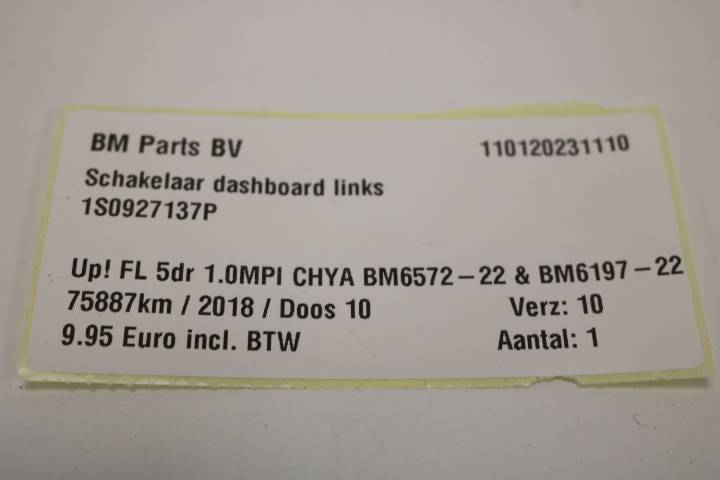 BM Parts BV 110120231110
Schakelaar dashboard links
1S0927137P
Up! FL 5dr 1.0MPI CHYA BM6572-22 & BM6197-22
75887km / 2018 / Doos 10 Verz: 10
9.95 Euro incl. BTW Aantal: 1